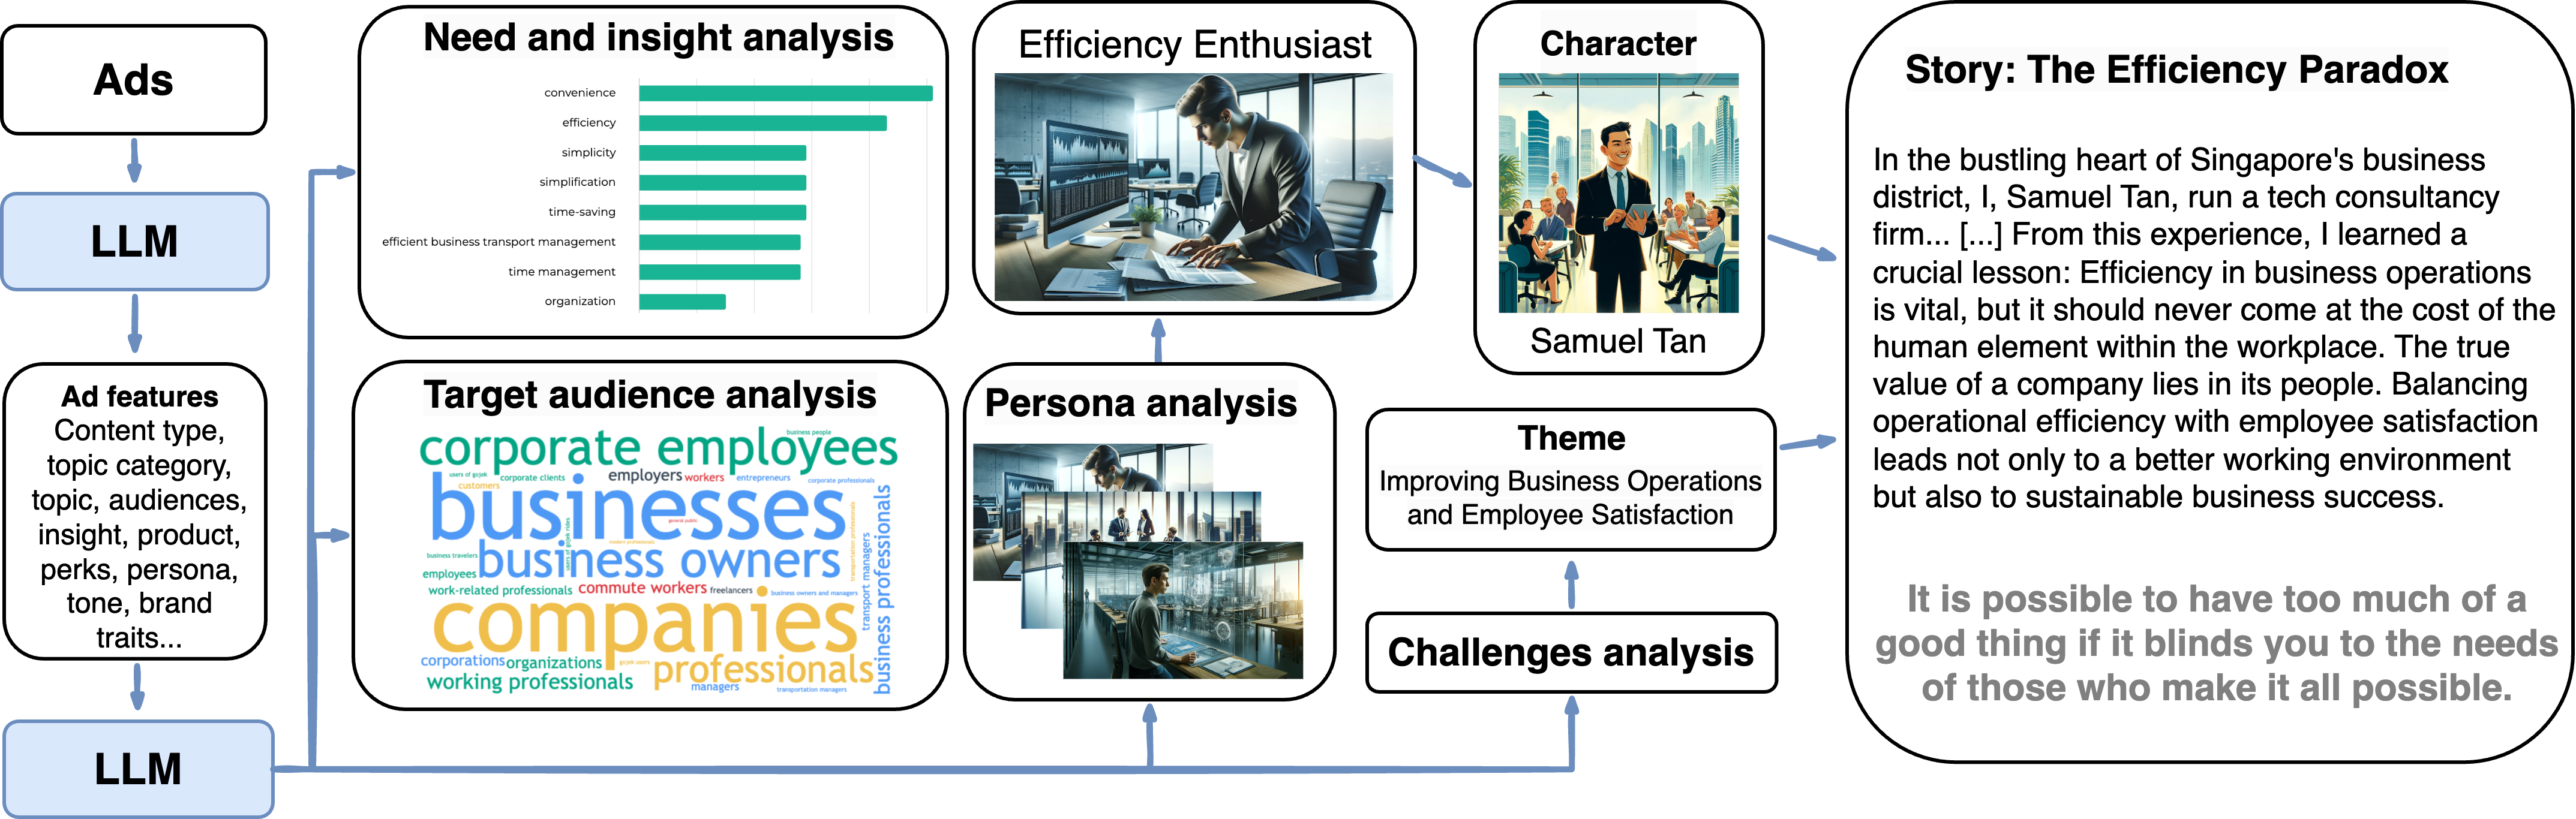 Ads
LLM
Ad features
Content type,
topic category,
topic, audiences,
insight, product,
perks, persona,
tone, brand
traits...
LLM
Need and insight analysis
convenience
efficiency
simplicity
simplification
time-saving
efficient business transport management
time management
organization
Target audience analysis
business people
corporate employees
users of gojek
corporate clients
employers
workers
entrepreneurs
corporate professionals
customers
businesses
general public
users of gojek rides
modern professionals
transportation professionals
business travelers
business owners
transport managers
business professionals
employees
work-related professionals
commute workers
freelancers
business owners and managers
companies
corporations
organizations
gojek users
professionals
working professionals
managers
transportation managers
Efficiency Enthusiast
Persona analysis
Character
Samuel Tan
Theme
Improving Business Operations
and Employee Satisfaction
Challenges analysis
Story: The Efficiency Paradox
In the bustling heart of Singapore's business
district, I, Samuel Tan, run a tech consultancy
firm... [...] From this experience, I learned a
crucial lesson: Efficiency in business operations
is vital, but it should never come at the cost of the
human element within the workplace. The true
value of a company lies in its people. Balancing
operational efficiency with employee satisfaction
leads not only to a better working environment
but also to sustainable business success.
It is possible to have too much of a
good thing if it blinds you to the needs
of those who make it all possible.